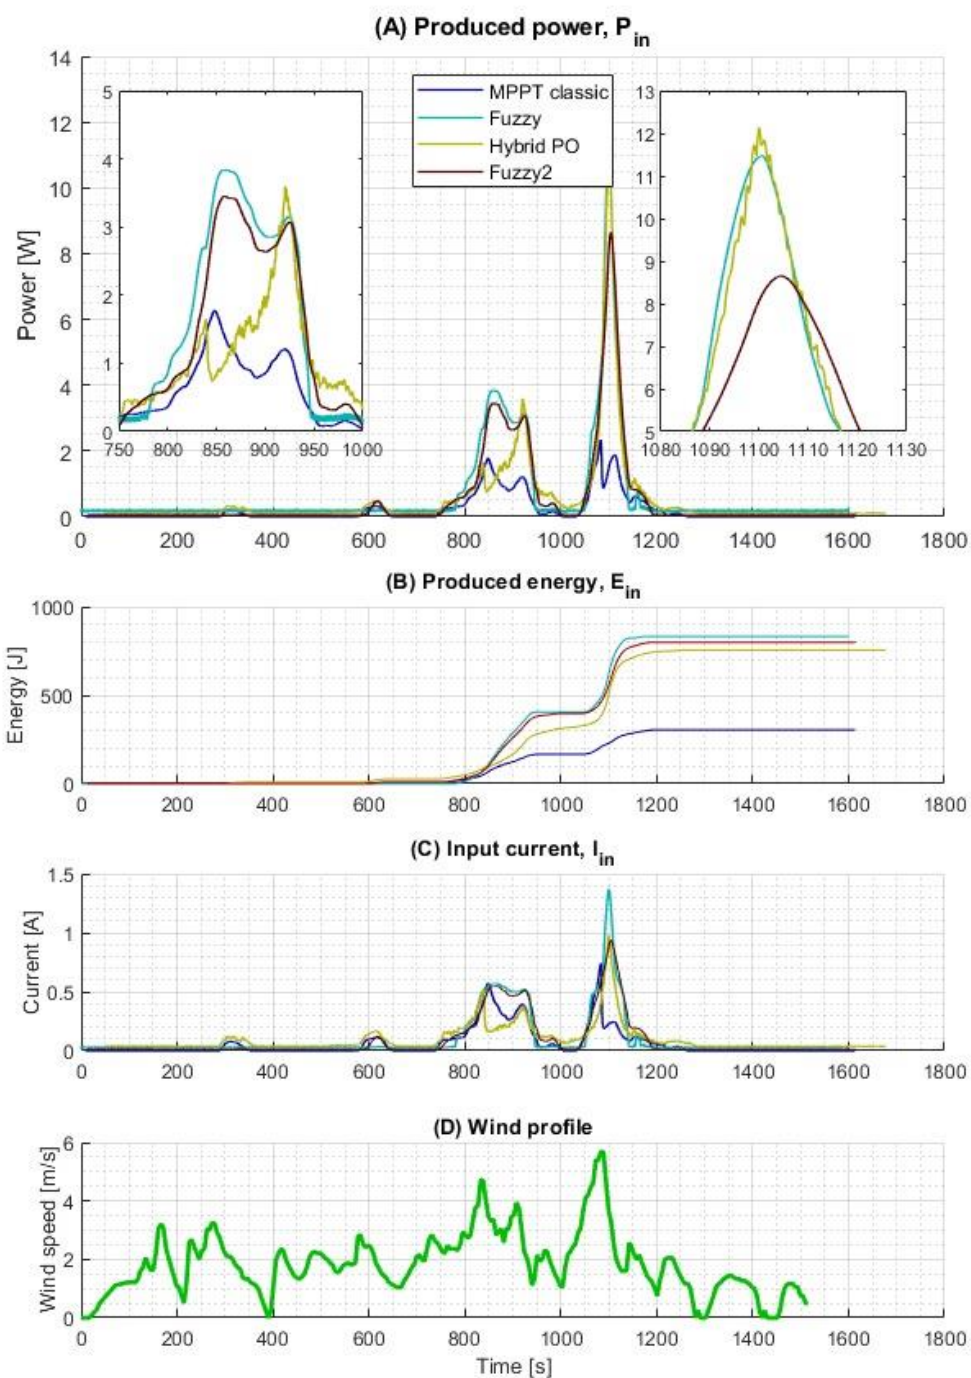 (A) Produced power, P_in
Power [W]
14
12
10
8
6
4
2
0
MPPT classic
Fuzzy
Hybrid PO
Fuzzy2
5
4
3
2
1
0
750 800 850 900 950 1000
13
12
11
10
9
8
7
6
5
1080 1090 1100 1110 1120 1130
0 200 400 600 800 1000 1200 1400 1600 1800
(B) Produced energy, E_in
Energy [J]
1000
500
0
0 200 400 600 800 1000 1200 1400 1600 1800
(C) Input current, I_in
Current [A]
1.5
1
0.5
0
0 200 400 600 800 1000 1200 1400 1600 1800
(D) Wind profile
Wind speed [m/s]
6
4
2
0
0 200 400 600 800 1000 1200 1400 1600 1800
Time [s]